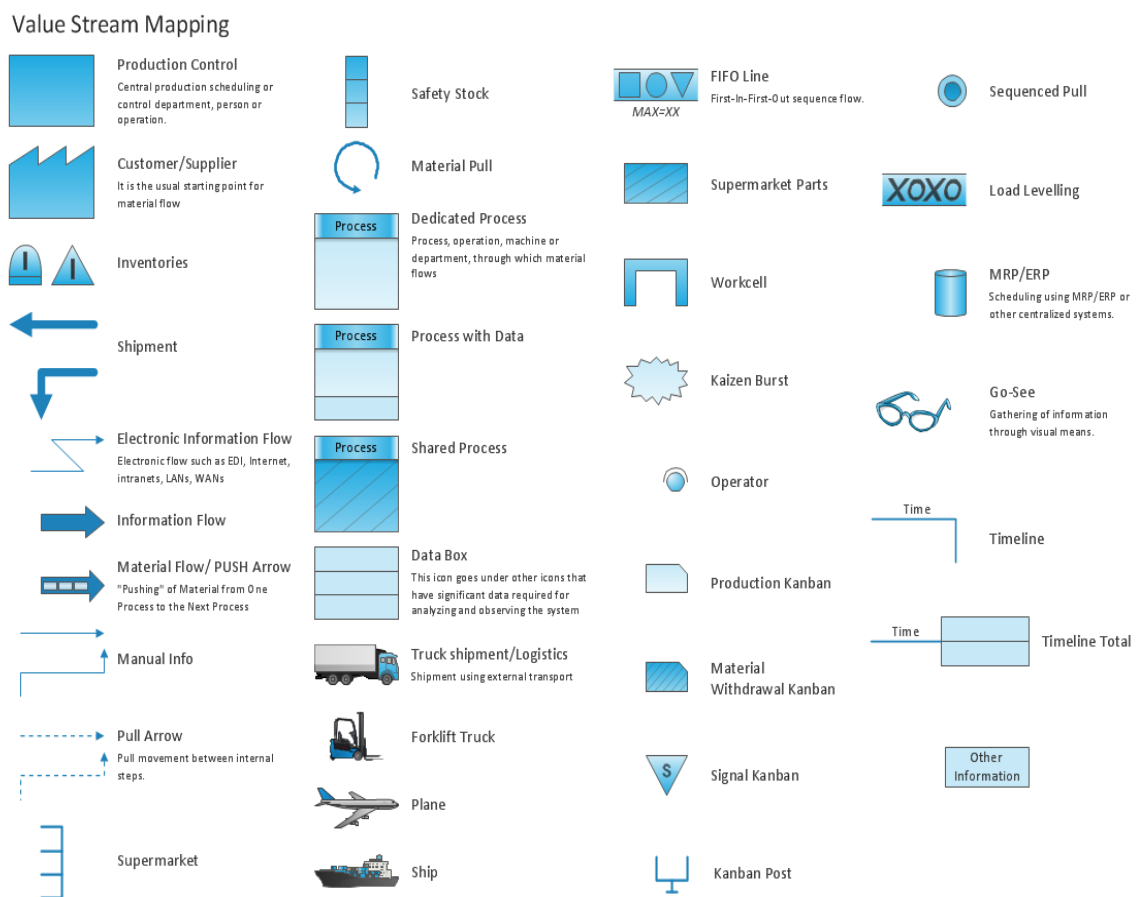 Value Stream Mapping
Production Control
Central production scheduling or
control department, person or
operation.
Customer/Supplier
It is the usual starting point for
material flow
I
I
Inventories
Shipment
Electronic Information Flow
Electronic flow such as EDI, Internet,
intranets, LANs, WANs
Information Flow
Material Flow/ PUSH Arrow
"Pushing" of Material from One
Process to the Next Process
Manual Info
Pull Arrow
Pull movement between internal
steps.
Supermarket
Safety Stock
Material Pull
Process
Dedicated Process
Process, operation, machine or
department, through which material
flows
Process
Process with Data
Process
Shared Process
Data Box
This icon goes under other icons that
have significant data required for
analyzing and observing the system
Truck shipment/Logistics
Shipment using external transport
Forklift Truck
Plane
Ship
MAX=XX
FIFO Line
First-In-First-Out sequence flow.
Supermarket Parts
Workcell
Kaizen Burst
Operator
Production Kanban
Material
Withdrawal Kanban
S
Signal Kanban
Kanban Post
Sequenced Pull
XOXO
Load Levelling
MRP/ERP
Scheduling using MRP/ERP or
other centralized systems.
Go-See
Gathering of information
through visual means.
Time
Timeline
Time
Timeline Total
Other
Information